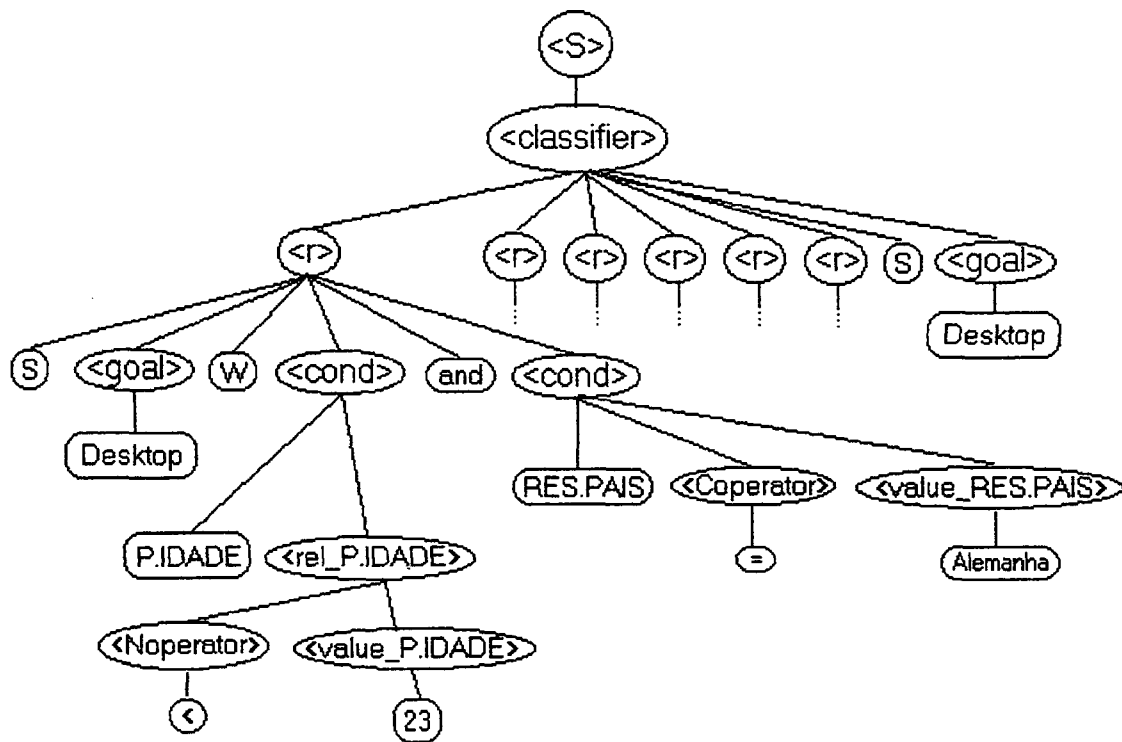 <S>
<classifier>
<r> <r> <r> <r> <r> <r> S <goal>
Desktop
S <goal> W <cond> and <cond>
Desktop
RES.PAIS <Coperator> <value_RES.PAIS>
P.IDADE <rel_P.IDADE> = Alemanha
<Noperator> <value_P.IDADE>
< 23